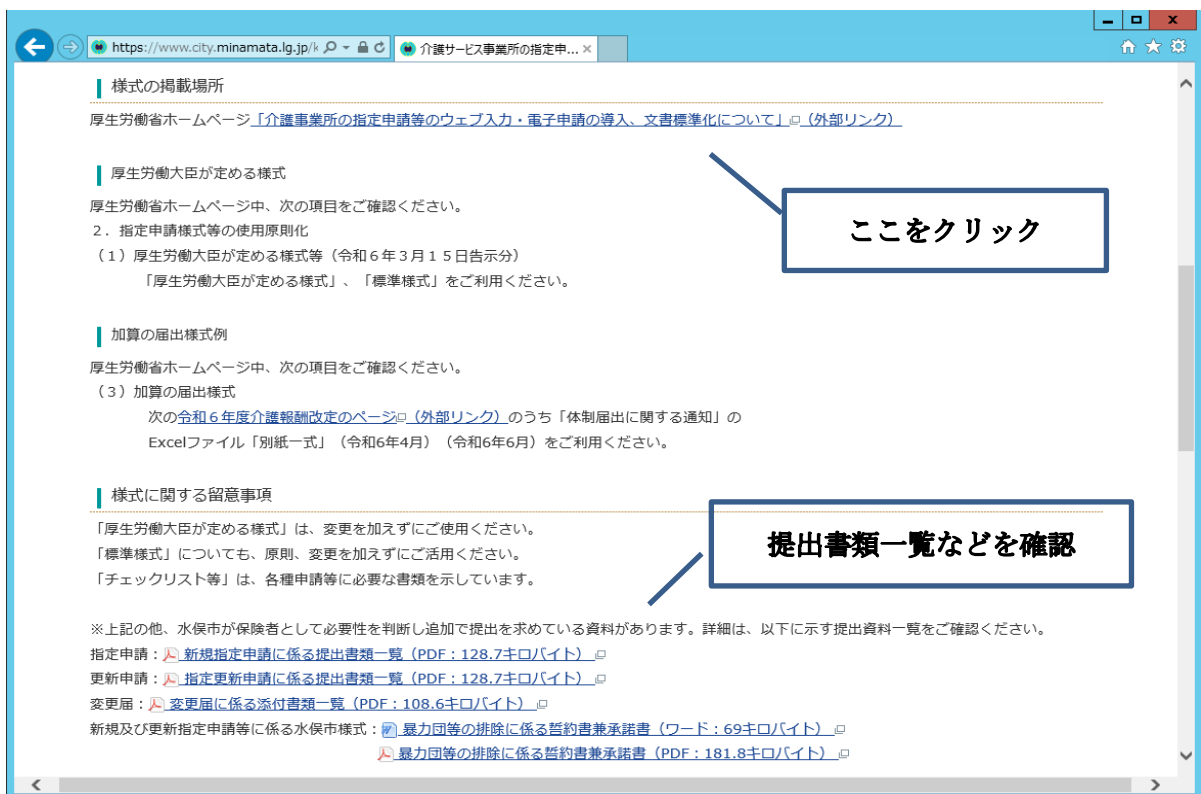 https://www.city.minamata.lg.jp/k
介護サービス事業所の指定申...
様式の掲載場所
厚生労働省ホームページ「介護事業所の指定申請等のウェブ入力・電子申請の導入、文書標準化について」（外部リンク）
ここをクリック
厚生労働大臣が定める様式
厚生労働省ホームページ中、次の項目をご確認ください。
２．指定申請様式等の使用原則化
（１）厚生労働大臣が定める様式等（令和６年３月１５日告示分）
「厚生労働大臣が定める様式」、「標準様式」をご利用ください。
加算の届出様式例
厚生労働省ホームページ中、次の項目をご確認ください。
（３）加算の届出様式
次の令和６年度介護報酬改定のページ（外部リンク）のうち「体制届出に関する通知」の
Excelファイル「別紙一式」（令和6年4月）（令和6年6月）をご利用ください。
様式に関する留意事項
「厚生労働大臣が定める様式」は、変更を加えずにご使用ください。
「標準様式」についても、原則、変更を加えずにご活用ください。
「チェックリスト等」は、各種申請等に必要な書類を示しています。
提出書類一覧などを確認
※上記の他、水俣市が保険者として必要性を判断し追加で提出を求めている資料があります。詳細は、以下に示す提出資料一覧をご確認ください。
指定申請：新規指定申請に係る提出書類一覧（PDF：128.7キロバイト）
更新申請：指定更新申請に係る提出書類一覧（PDF：128.7キロバイト）
変更届：変更届に係る添付書類一覧（PDF：108.6キロバイト）
新規及び更新指定申請等に係る水俣市様式：暴力団等の排除に係る誓約書兼承諾書（ワード：69キロバイト）
暴力団等の排除に係る誓約書兼承諾書（PDF：181.8キロバイト）